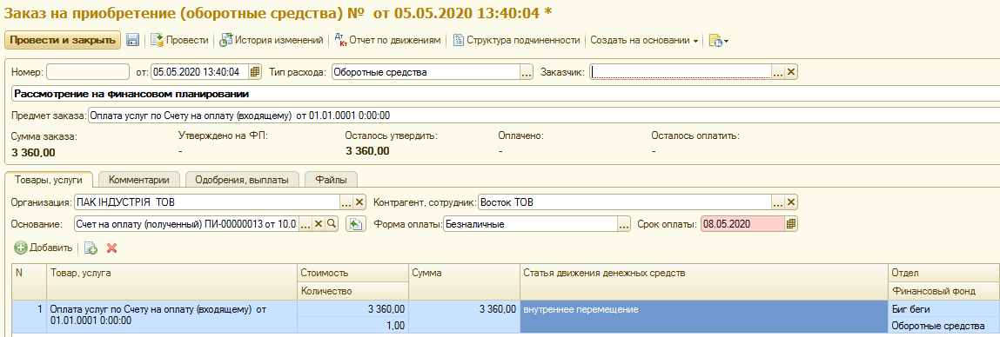 Заказ на приобретение (оборотные средства) № от 05.05.2020 13:40:04 *
Провести и закрыть Провести История изменений Дт Кт Отчет по движениям Структура подчиненности Создать на основании
Номер: от: 05.05.2020 13:40:04 Тип расхода: Оборотные средства ... Заказчик: ...
Рассмотрение на финансовом планировании
Предмет заказа: Оплата услуг по Счету на оплату (входящему) от 01.01.0001 0:00:00
Сумма заказа: Утверждено на ФП: Осталось утвердить: Оплачено: Осталось оплатить:
3 360,00 - 3 360,00 - -
Товары, услуги Комментарии Одобрения, выплаты Файлы
Организация: ПАК ІНДУСТРІЯ ТОВ ... Контрагент, сотрудник: Восток ТОВ ...
Основание: Счет на оплату (полученный) ПИ-00000013 от 10.0 ... Форма оплаты: Безналичные ... Срок оплаты: 08.05.2020
Добавить
N Товар, услуга Стоимость Сумма Статья движения денежных средств Отдел
Количество Финансовый фонд
1 Оплата услуг по Счету на оплату (входящему) от 3 360,00 3 360,00 внутреннее перемещение Биг беги
01.01.0001 0:00:00 1,00 Оборотные средства